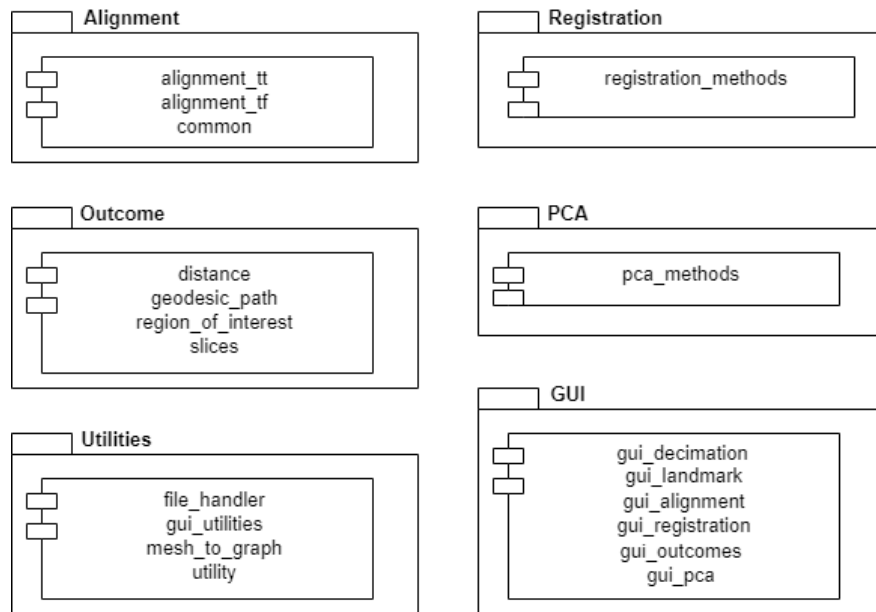 Alignment
alignment_tt
alignment_tf
common
Registration
registration_methods
Outcome
distance
geodesic_path
region_of_interest
slices
PCA
pca_methods
Utilities
file_handler
gui_utilities
mesh_to_graph
utility
GUI
gui_decimation
gui_landmark
gui_alignment
gui_registration
gui_outcomes
gui_pca